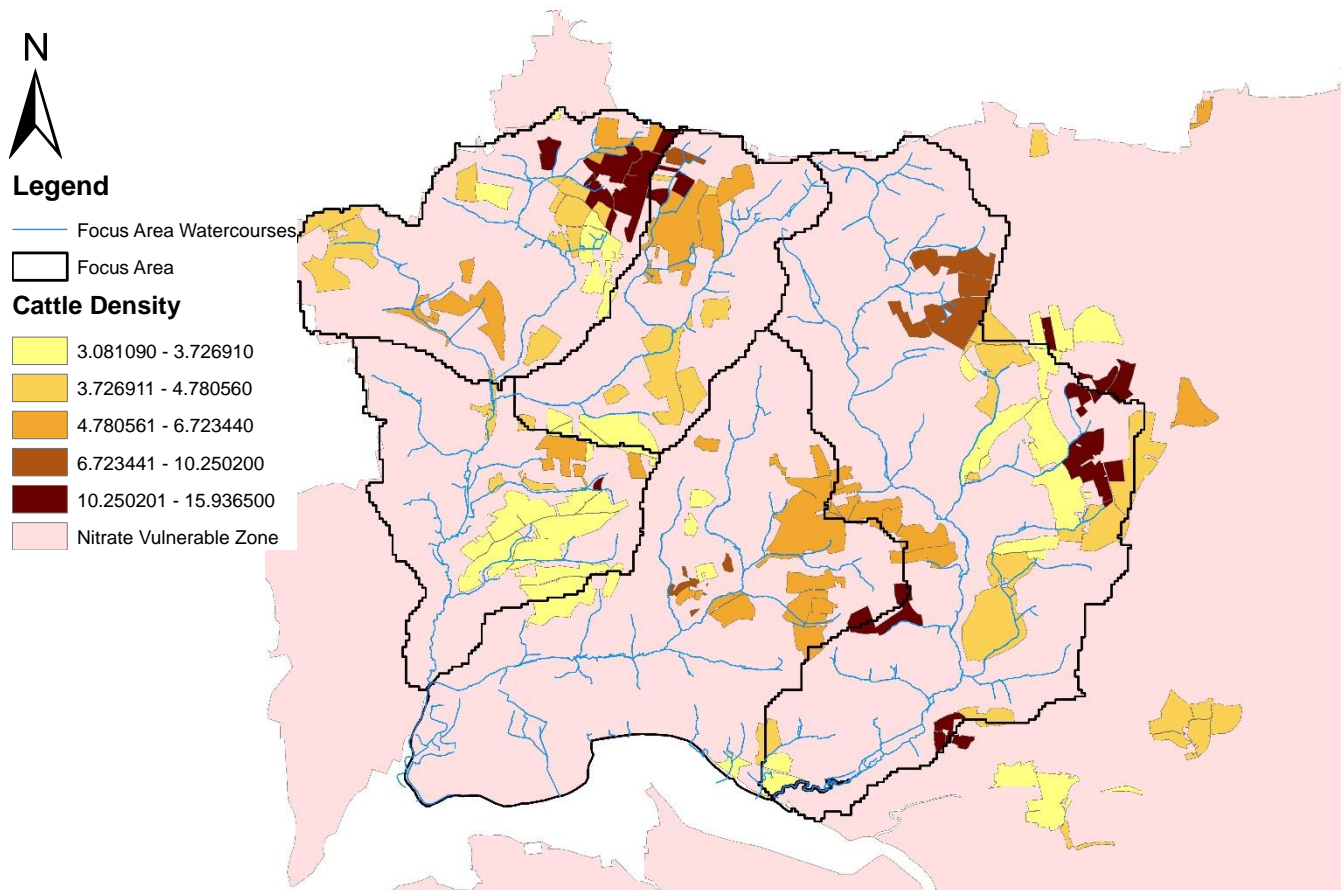 N
Legend
Focus Area Watercourses
Focus Area
Cattle Density
3.081090 - 3.726910
3.726911 - 4.780560
4.780561 - 6.723440
6.723441 - 10.250200
10.250201 - 15.936500
Nitrate Vulnerable Zone